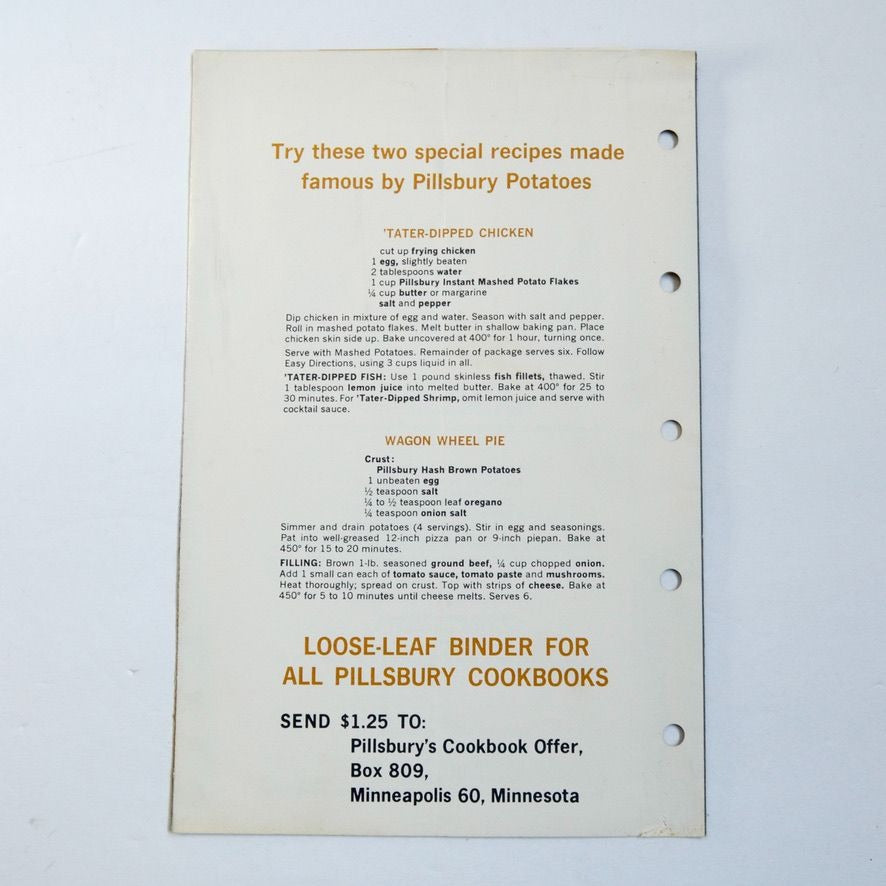 Try these two special recipes made
famous by Pillsbury Potatoes
'TATER-DIPPED CHICKEN
cut up frying chicken
1 egg, slightly beaten
2 tablespoons water
1 cup Pillsbury Instant Mashed Potato Flakes
¼ cup butter or margarine
salt and pepper
Dip chicken in mixture of egg and water. Season with salt and pepper.
Roll in mashed potato flakes. Melt butter in shallow baking pan. Place
chicken skin side up. Bake uncovered at 400° for 1 hour, turning once.
Serve with Mashed Potatoes. Remainder of package serves six. Follow
Easy Directions, using 3 cups liquid in all.
'TATER-DIPPED FISH: Use 1 pound skinless fish fillets, thawed. Stir
1 tablespoon lemon juice into melted butter. Bake at 400° for 25 to
30 minutes. For 'Tater-Dipped Shrimp, omit lemon juice and serve with
cocktail sauce.
WAGON WHEEL PIE
Crust:
Pillsbury Hash Brown Potatoes
1 unbeaten egg
½ teaspoon salt
¼ to ½ teaspoon leaf oregano
¼ teaspoon onion salt
Simmer and drain potatoes (4 servings). Stir in egg and seasonings.
Pat into well-greased 12-inch pizza pan or 9-inch piepan. Bake at
450° for 15 to 20 minutes.
FILLING: Brown 1-lb. seasoned ground beef, ¼ cup chopped onion.
Add 1 small can each of tomato sauce, tomato paste and mushrooms.
Heat thoroughly; spread on crust. Top with strips of cheese. Bake at
450° for 5 to 10 minutes until cheese melts. Serves 6.
LOOSE-LEAF BINDER FOR
ALL PILLSBURY COOKBOOKS
SEND $1.25 TO:
Pillsbury's Cookbook Offer,
Box 809,
Minneapolis 60, Minnesota